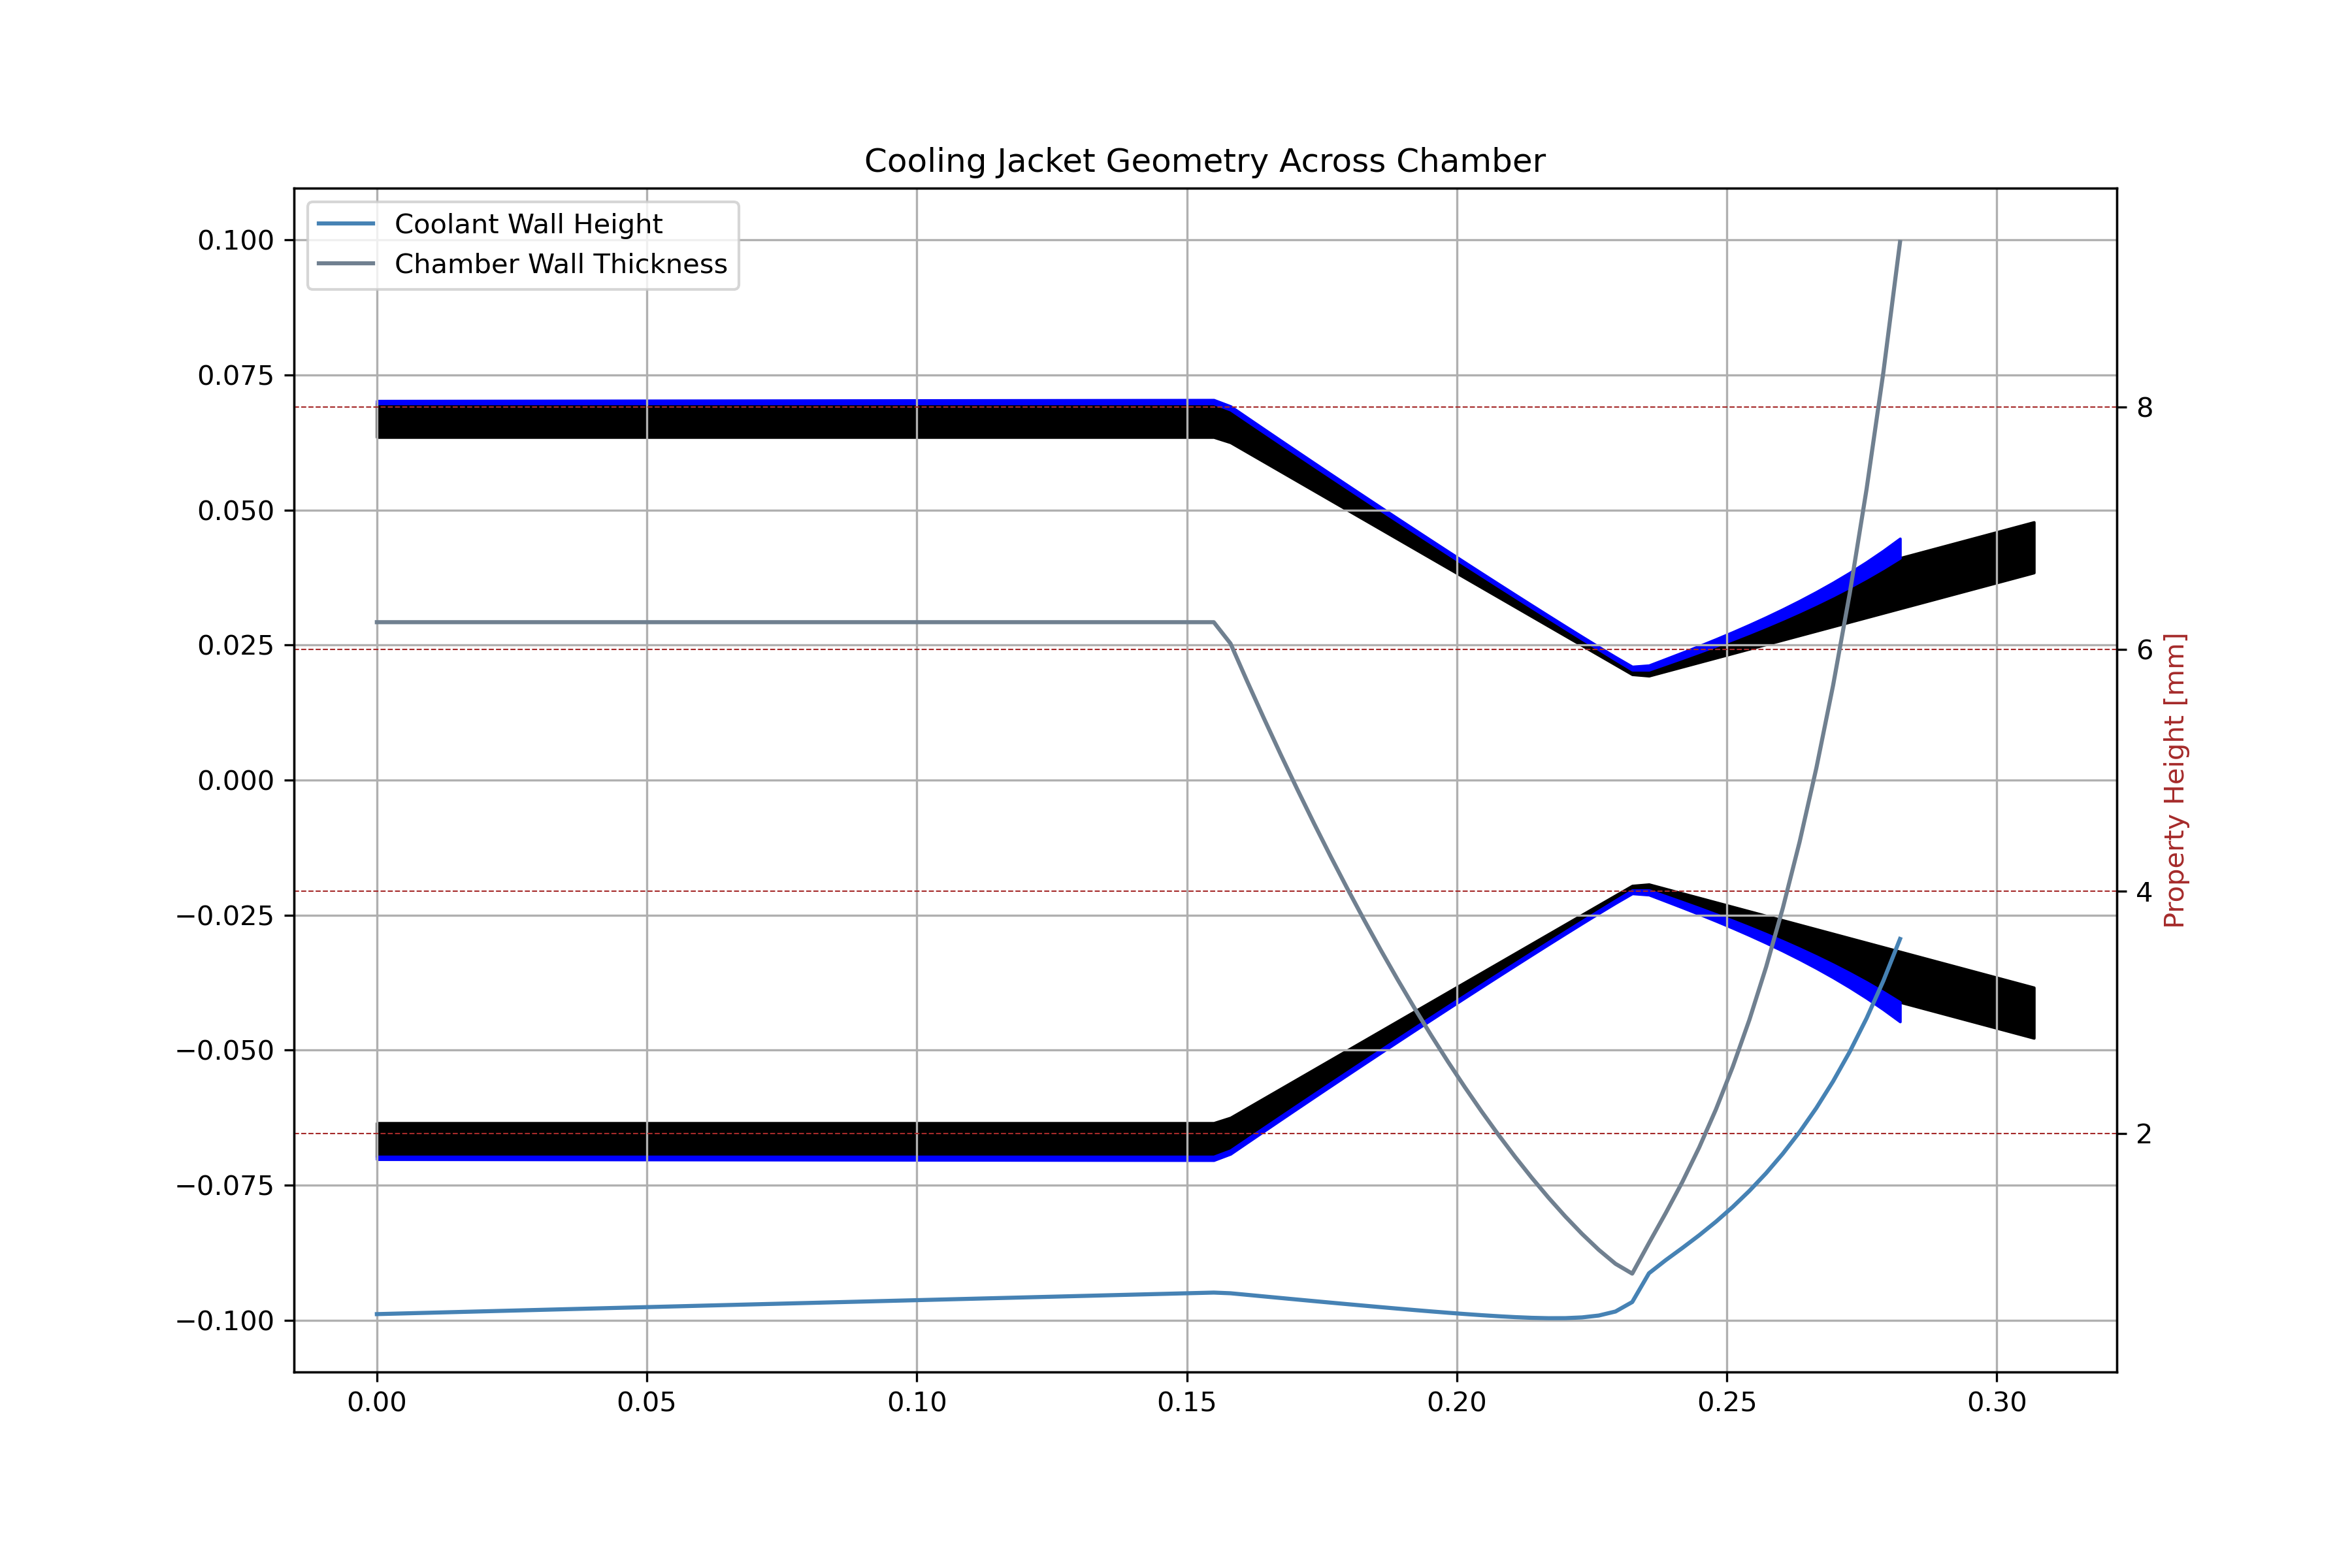 Cooling Jacket Geometry Across Chamber
Coolant Wall Height
Chamber Wall Thickness
0.100
0.075
0.050
0.025
0.000
−0.025
−0.050
−0.075
−0.100
8
6
4
2
Property Height [mm]
0.00 0.05 0.10 0.15 0.20 0.25 0.30